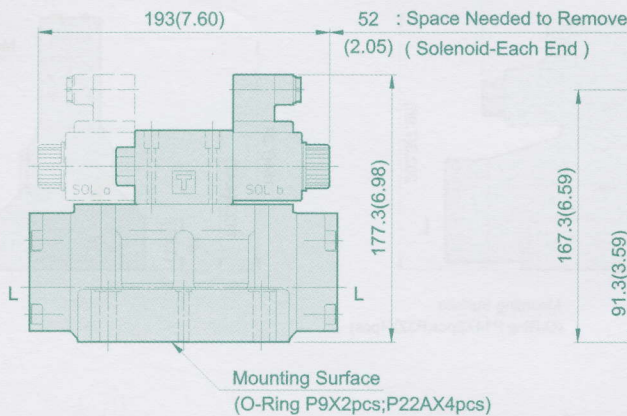 193(7.60)
52 : Space Needed to Remove
(2.05) ( Solenoid-Each End )
SOL a
SOL b
177.3(6.98)
167.3(6.59)
91.3(3.59)
L
L
Mounting Surface
(O-Ring P9X2pcs;P22AX4pcs)